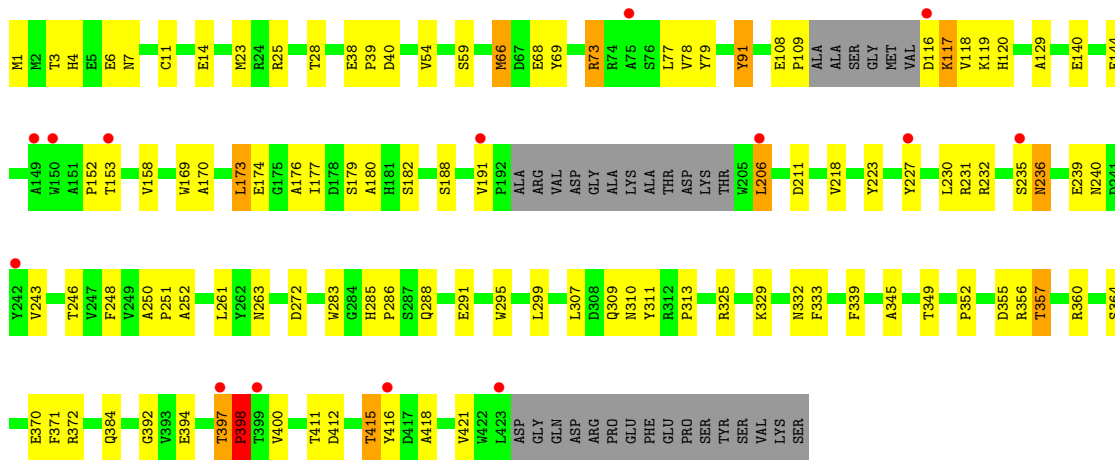 M1 M2 T3 H4 E5 E6 N7 C11 E14 M23 R24 R25 T28 E38 P39 D40 V54 S59 M66 D67 E68 Y69 R73 R74 A75 S76 L77 V78 Y79 Y91 E108 P109 ALA ALA SER GLY MET VAL D116 K117 V118 K119 H120 A129 E140
A149 W150 A151 P152 T153 V158 W169 A170 L173 E174 G175 A176 I177 D178 S179 A180 H181 S182 S188 V191 P192 ALA ARG VAL ASP GLY ALA LYS ALA THR ASP LYS THR W205 L206 D211 V218 Y223 Y227 L230 R231 R232 S235 N236 E239 N240
Y242 V243 T246 V247 F248 V249 A250 P251 A252 L261 Y262 N263 D272 W283 G284 H285 P286 S287 Q288 E291 W295 L299 L307 D308 Q309 N310 Y311 R312 P313 R325 K329 N332 F333 F339 A345 T349 P352 D355 R356 T357 R360
E370 F371 R372 Q384 G392 V393 E394 T397 P398 T399 V400 T411 D412 T415 Y416 D417 A418 V421 W422 L423 ASP GLY GLN ASP ARG PRO GLU PHE GLU PRO SER TYR SER VAL LYS SER